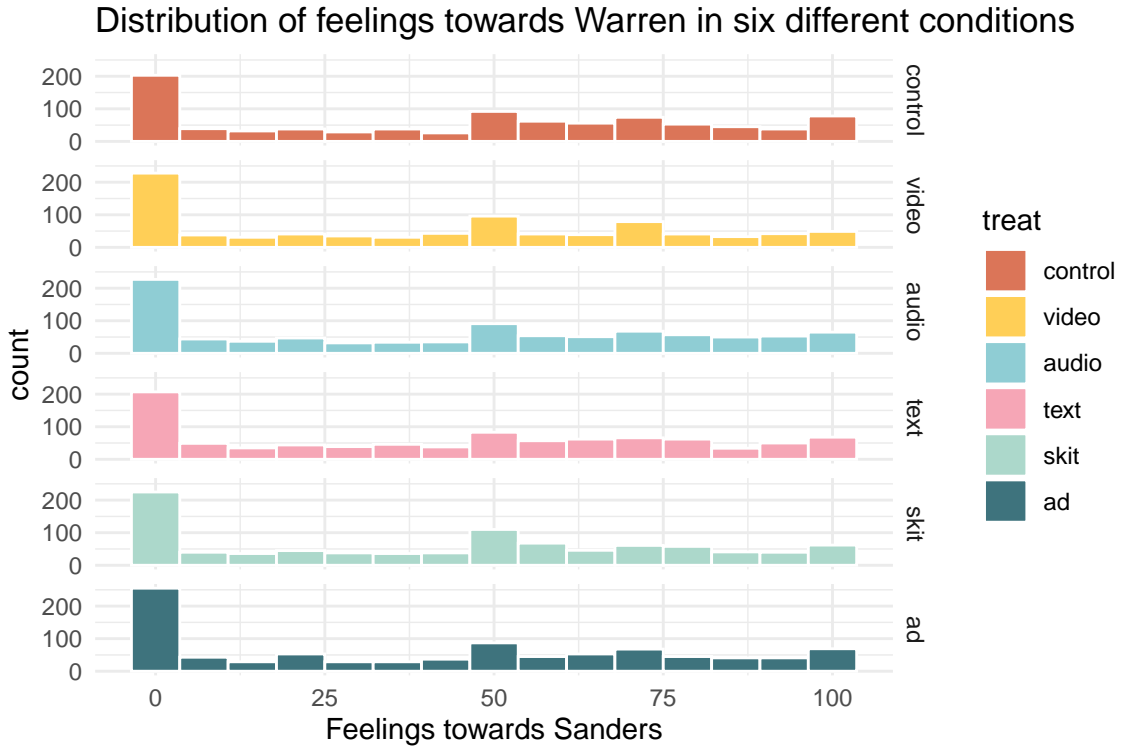 Distribution of feelings towards Warren in six different conditions
count
200
100
0
control
200
100
0
video
200
100
0
audio
200
100
0
text
200
100
0
skit
200
100
0
ad
0 25 50 75 100
Feelings towards Sanders
treat
control
video
audio
text
skit
ad